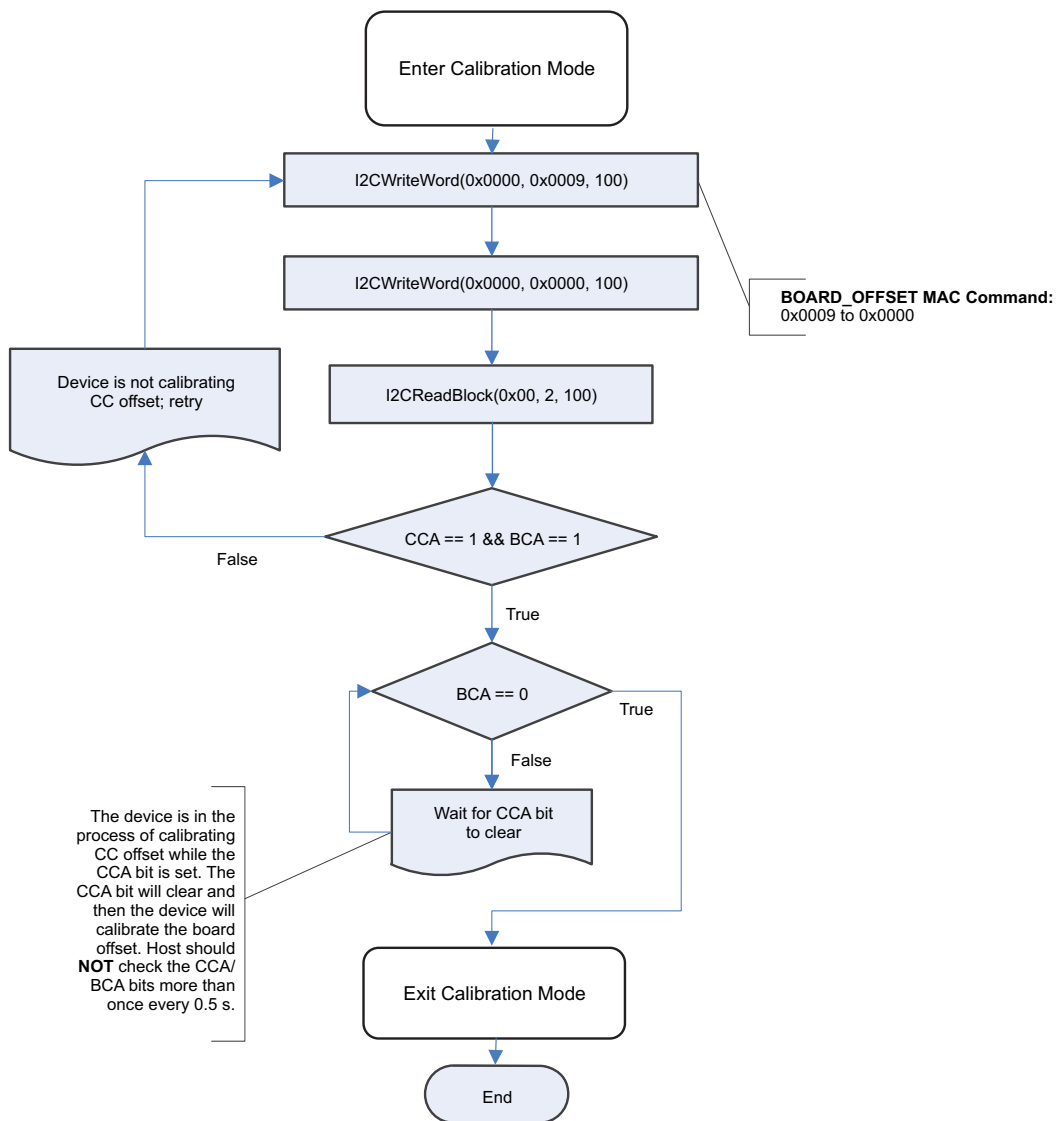 Enter Calibration Mode
I2CWriteWord(0x0000, 0x0009, 100)
I2CWriteWord(0x0000, 0x0000, 100)
BOARD_OFFSET MAC Command:
0x0009 to 0x0000
Device is not calibrating
CC offset; retry
I2CReadBlock(0x00, 2, 100)
CCA == 1 && BCA == 1
False
True
BCA == 0
True
False
Wait for CCA bit
to clear
The device is in the
process of calibrating
CC offset while the
CCA bit is set. The
CCA bit will clear and
then the device will
calibrate the board
offset. Host should
NOT check the CCA/
BCA bits more than
once every 0.5 s.
Exit Calibration Mode
End